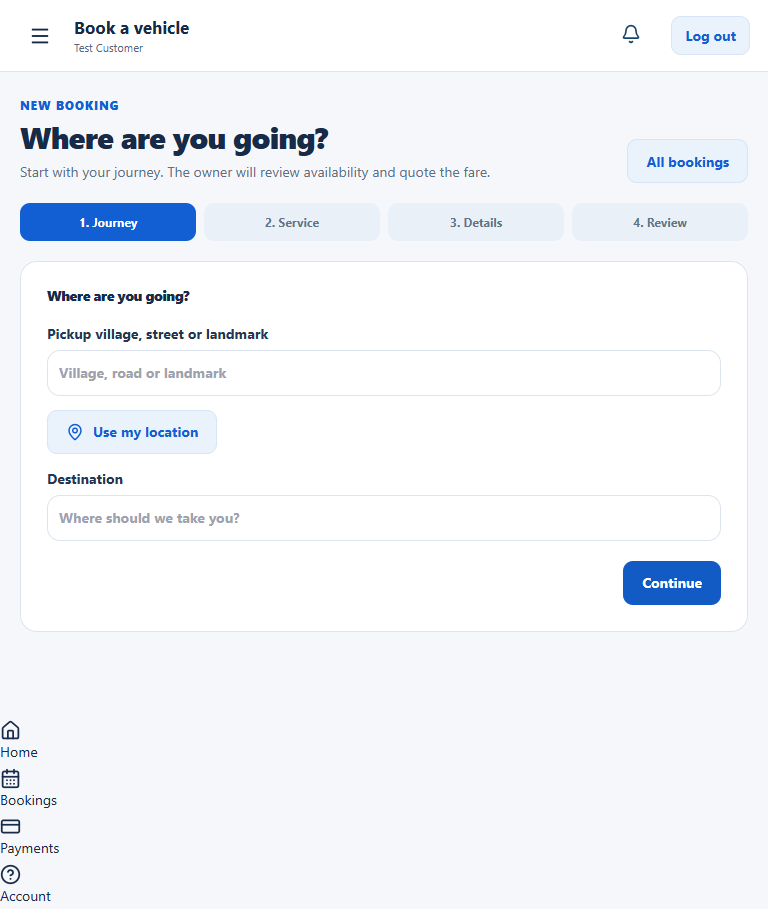 Book a vehicle
Test Customer
Log out
NEW BOOKING
Where are you going?
Start with your journey. The owner will review availability and quote the fare.
All bookings
1. Journey
2. Service
3. Details
4. Review
Where are you going?
Pickup village, street or landmark
Village, road or landmark
Use my location
Destination
Where should we take you?
Continue
Home
Bookings
Payments
Account